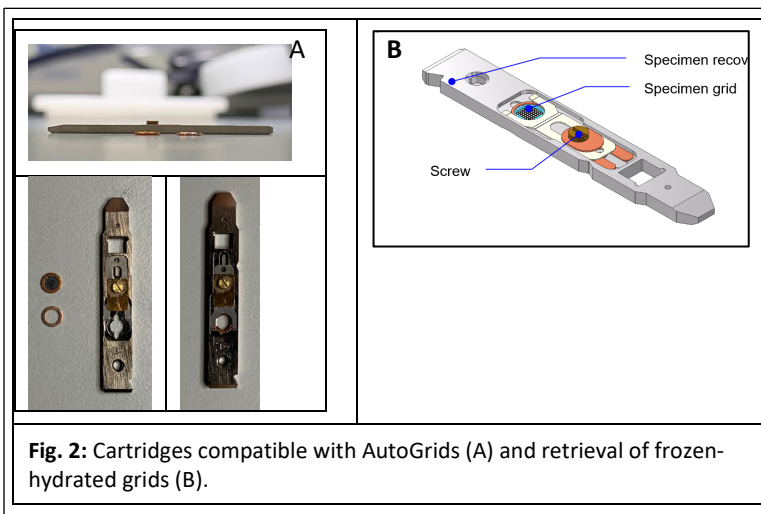 A
B
Specimen recov
Specimen grid
Screw
Fig. 2: Cartridges compatible with AutoGrids (A) and retrieval of frozen-
hydrated grids (B).